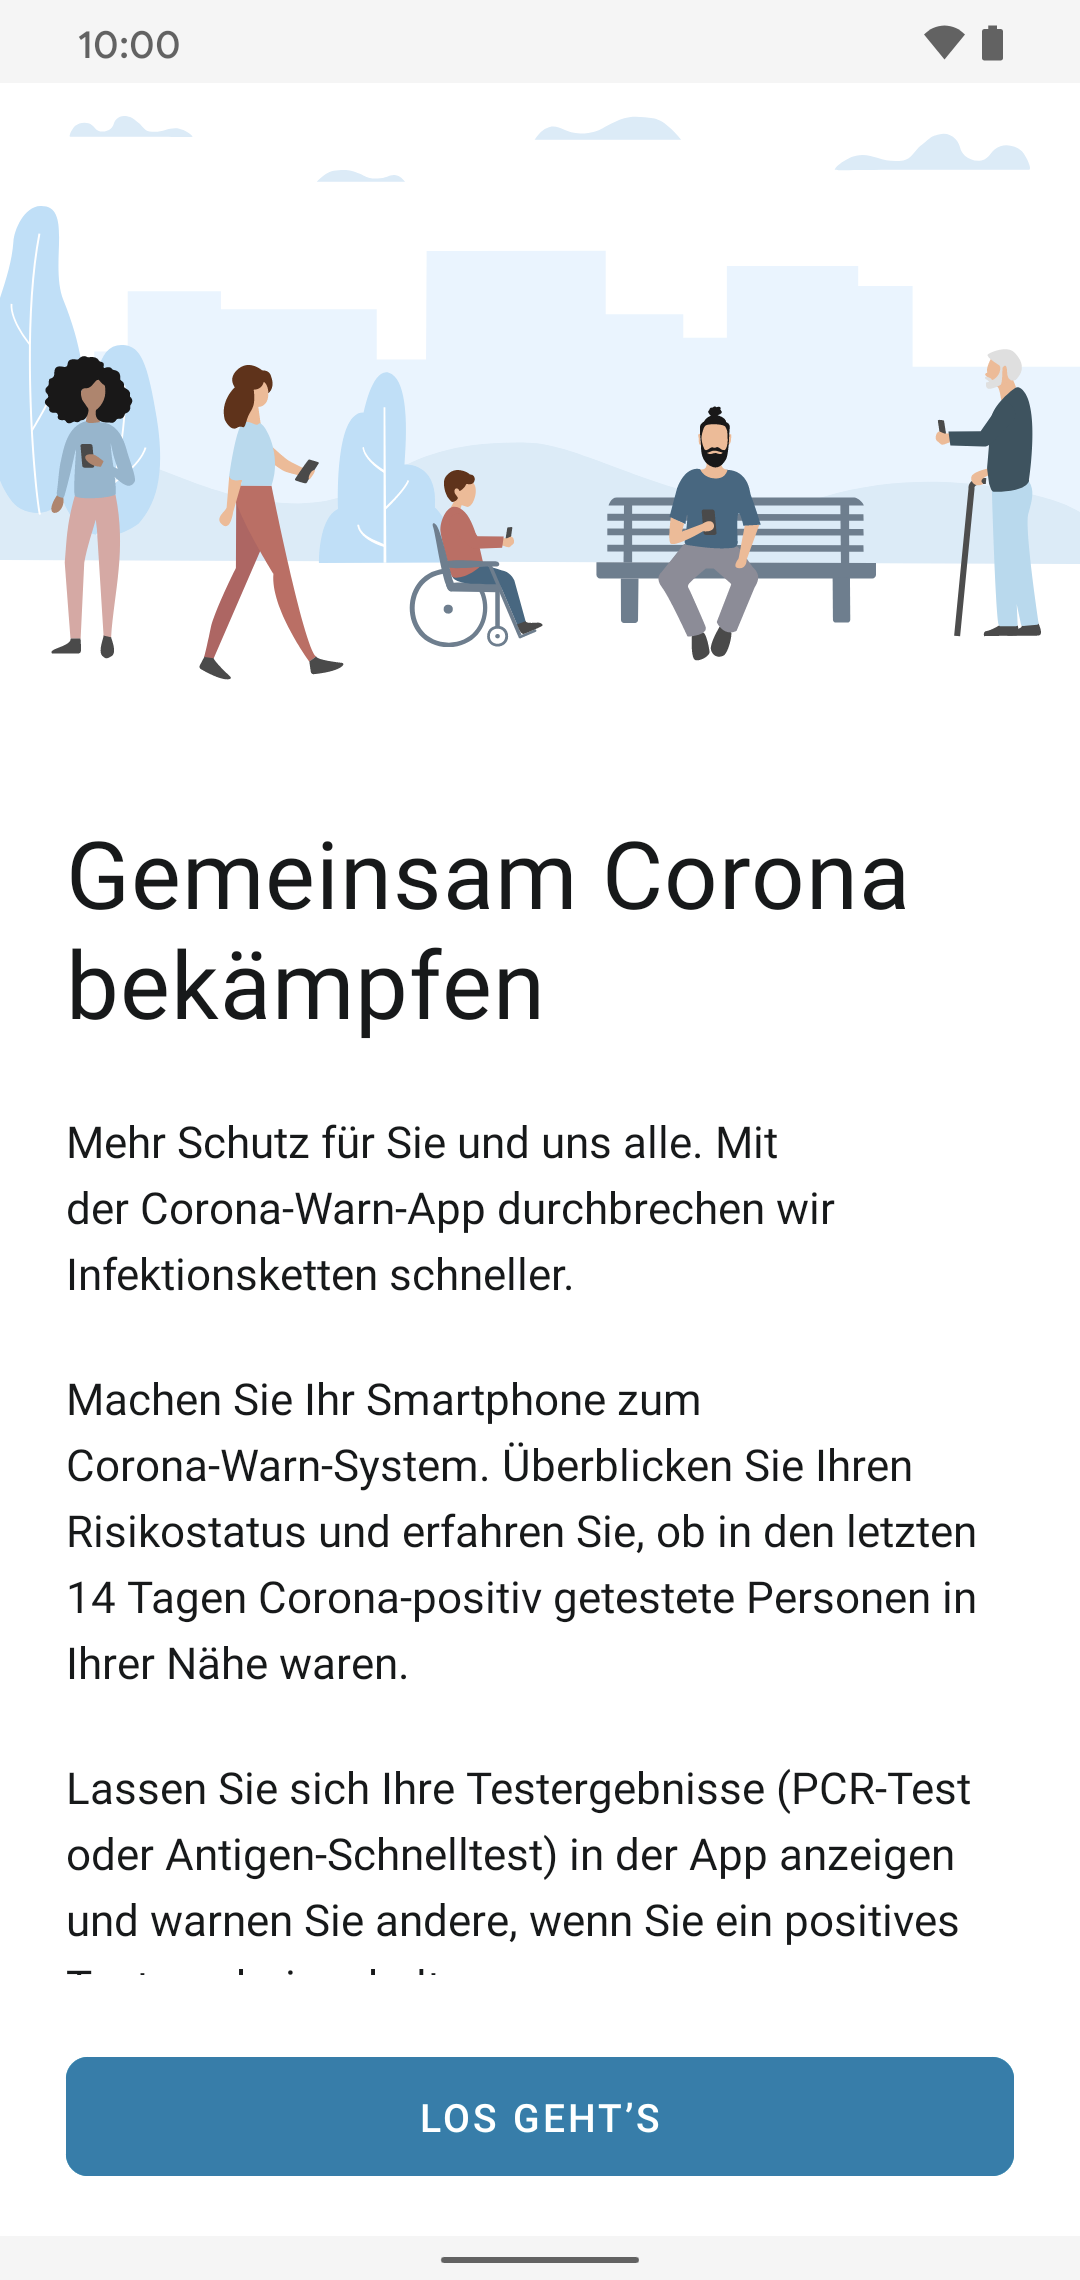 10:00
Gemeinsam Corona
bekämpfen
Mehr Schutz für Sie und uns alle. Mit
der Corona-Warn-App durchbrechen wir
Infektionsketten schneller.
Machen Sie Ihr Smartphone zum
Corona-Warn-System. Überblicken Sie Ihren
Risikostatus und erfahren Sie, ob in den letzten
14 Tagen Corona-positiv getestete Personen in
Ihrer Nähe waren.
Lassen Sie sich Ihre Testergebnisse (PCR-Test
oder Antigen-Schnelltest) in der App anzeigen
und warnen Sie andere, wenn Sie ein positives
LOS GEHT’S